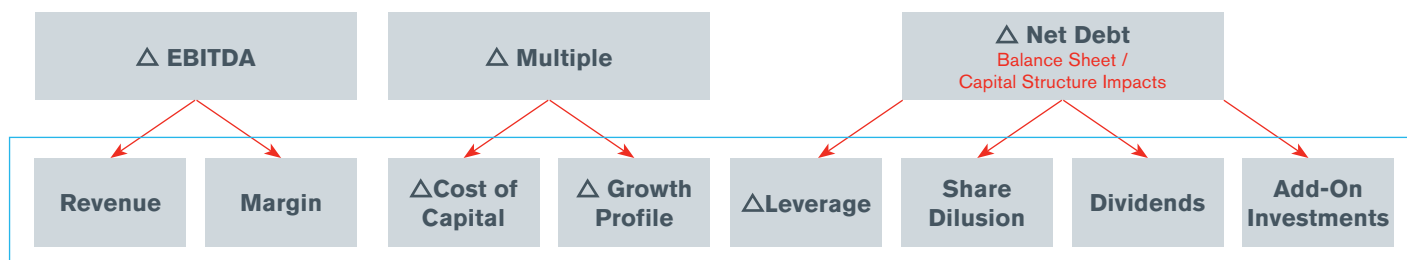 △ EBITDA
△ Multiple
△ Net Debt
Balance Sheet /
Capital Structure Impacts
Revenue
Margin
△Cost of
Capital
△ Growth
Profile
△Leverage
Share
Dilution
Dividends
Add-On
Investments